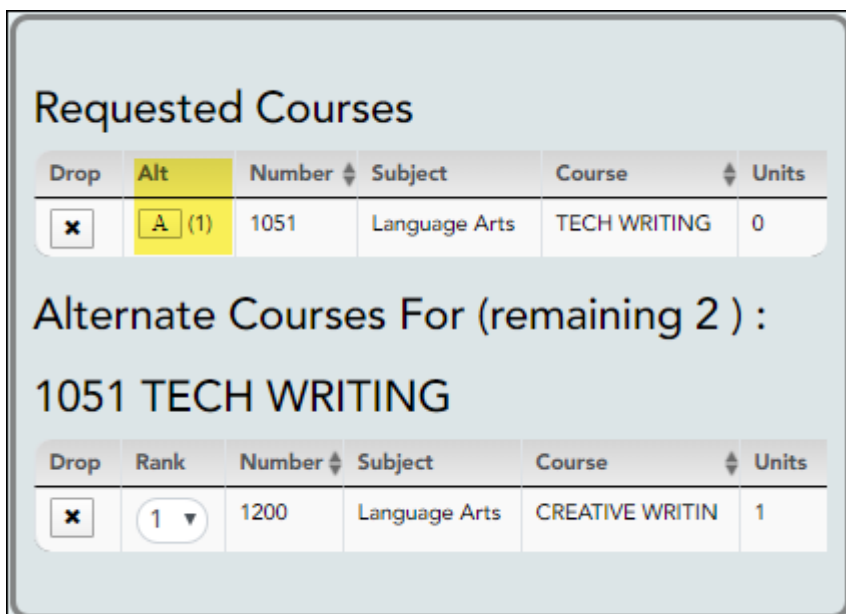 Requested Courses
Drop Alt Number Subject Course Units
x A (1) 1051 Language Arts TECH WRITING 0
Alternate Courses For (remaining 2 ) :
1051 TECH WRITING
Drop Rank Number Subject Course Units
x 1 1200 Language Arts CREATIVE WRITIN 1